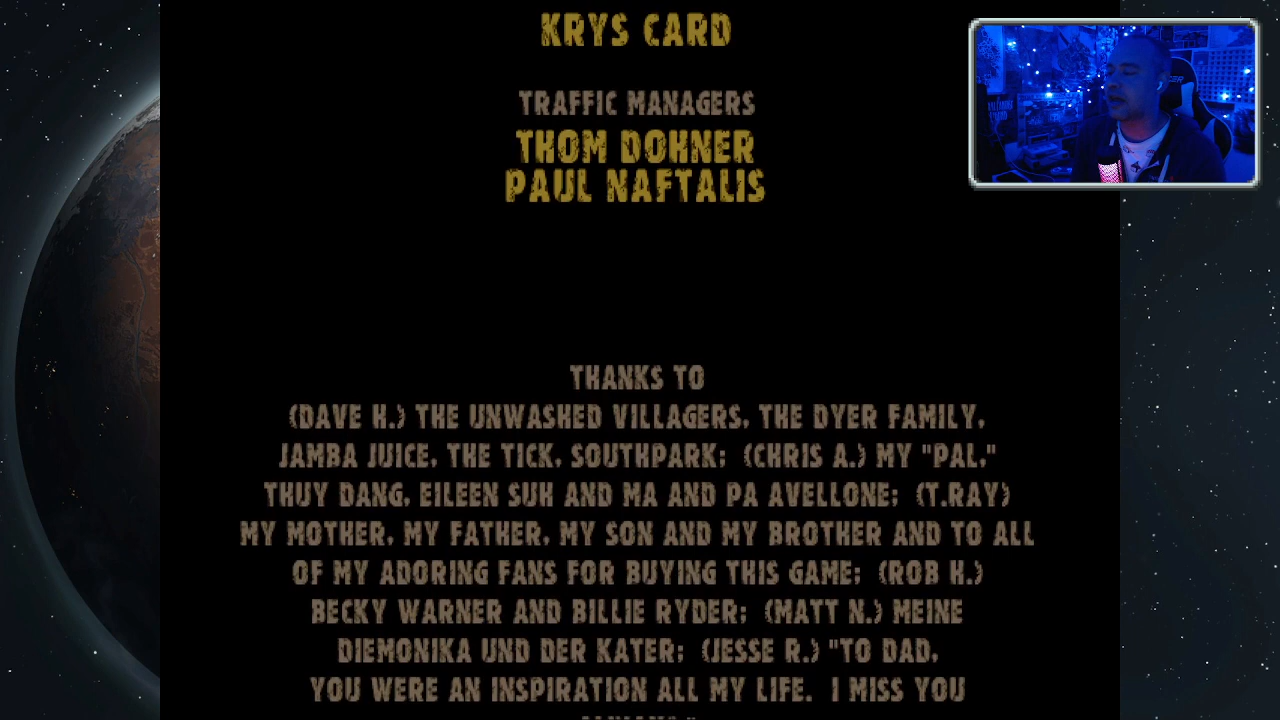 KRYS CARD
TRAFFIC MANAGERS
THOM DOHNER
PAUL NAFTALIS
THANKS TO
(DAVE H.) THE UNWASHED VILLAGERS, THE DYER FAMILY,
JAMBA JUICE, THE TICK, SOUTHPARK; (CHRIS A.) MY "PAL,"
THUY DANG, EILEEN SUH AND MA AND PA AVELLONE; (T.RAY)
MY MOTHER, MY FATHER, MY SON AND MY BROTHER AND TO ALL
OF MY ADORING FANS FOR BUYING THIS GAME; (ROB H.)
BECKY WARNER AND BILLIE RYDER; (MATT N.) MEINE
DIEMONIKA UND DER KATER; (JESSE R.) "TO DAD,
YOU WERE AN INSPIRATION ALL MY LIFE. I MISS YOU